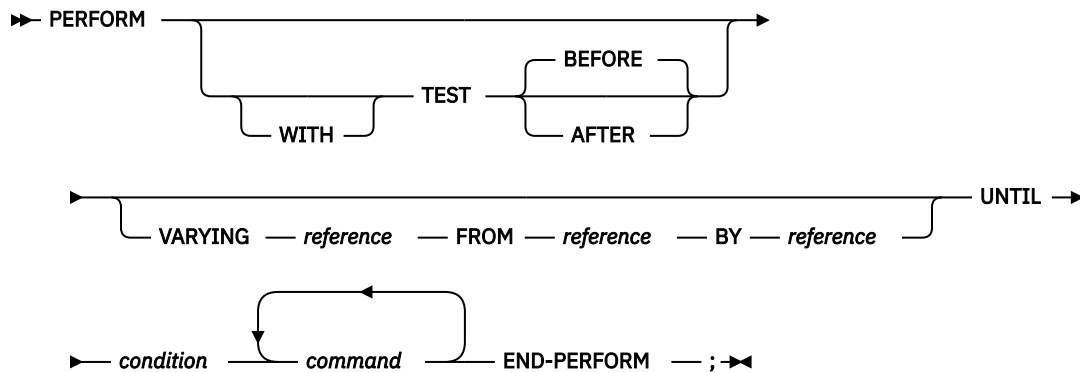 PERFORM
BEFORE
TEST
WITH AFTER
UNTIL
VARYING reference FROM reference BY reference
condition command END-PERFORM ;